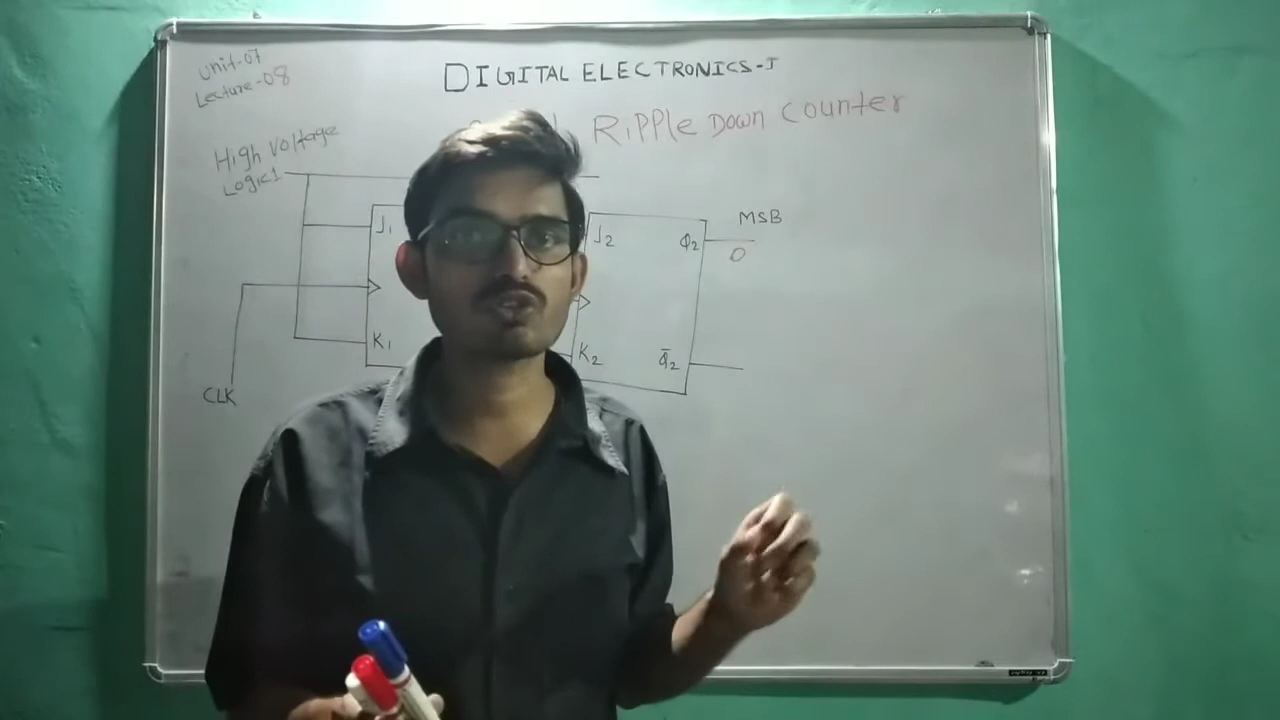 Unit-07
Lecture-08
DIGITAL ELECTRONICS-I
RIPPLE DOWN COUNTER
High Voltage
Logic1
J1
J2
Φ2
MSB
0
K1
K2
Φ̅2
CLK